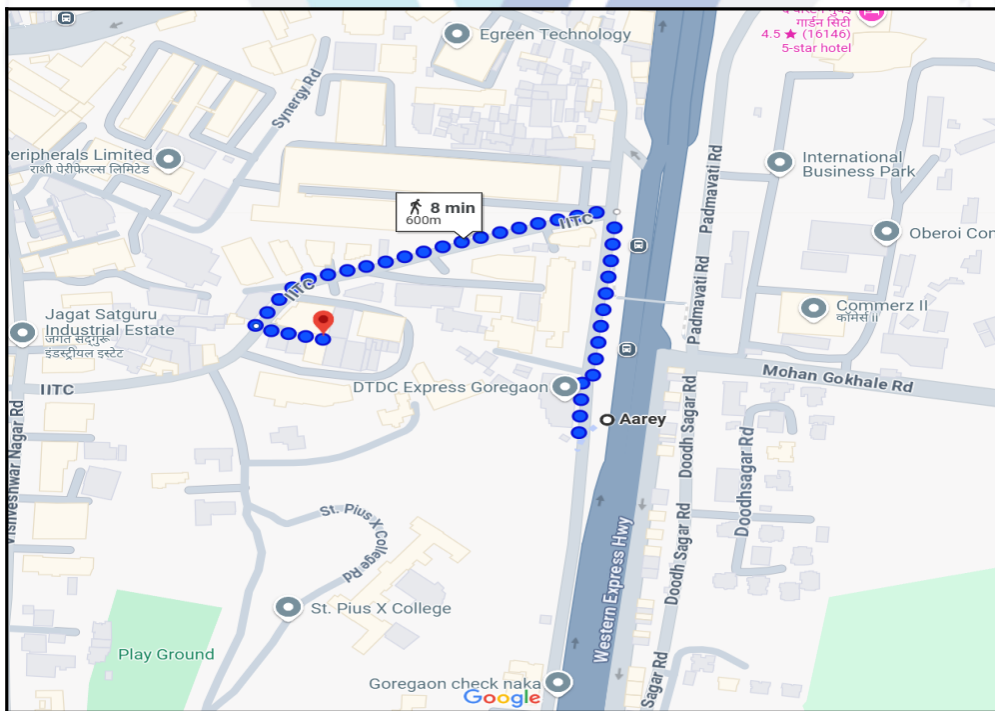 गार्डन सिटी
4.5 ★ (16146)
5-star hotel
Egreen Technology
Synergy Rd
Peripherals Limited
राशी पेरीफेरल्स लिमिटेड
International
Business Park
Padmavati Rd
8 min
600m
IITC
Oberoi Con
Padmavati Rd
IITC
Commerz II
कॉमर्स ॥
Jagat Satguru
Industrial Estate
जगत सद्गुरू
इंडस्ट्रीयल इस्टेट
IITC
DTDC Express Goregaon
Mohan Gokhale Rd
Aarey
Doodh Sagar Rd
Doodhsagar Rd
Vishveshwar Nagar Rd
St. Pius X College Rd
Western Express Hwy
Doodh Sagar Rd
St. Pius X College
Play Ground
Sagar Rd
Goregaon check naka
Google